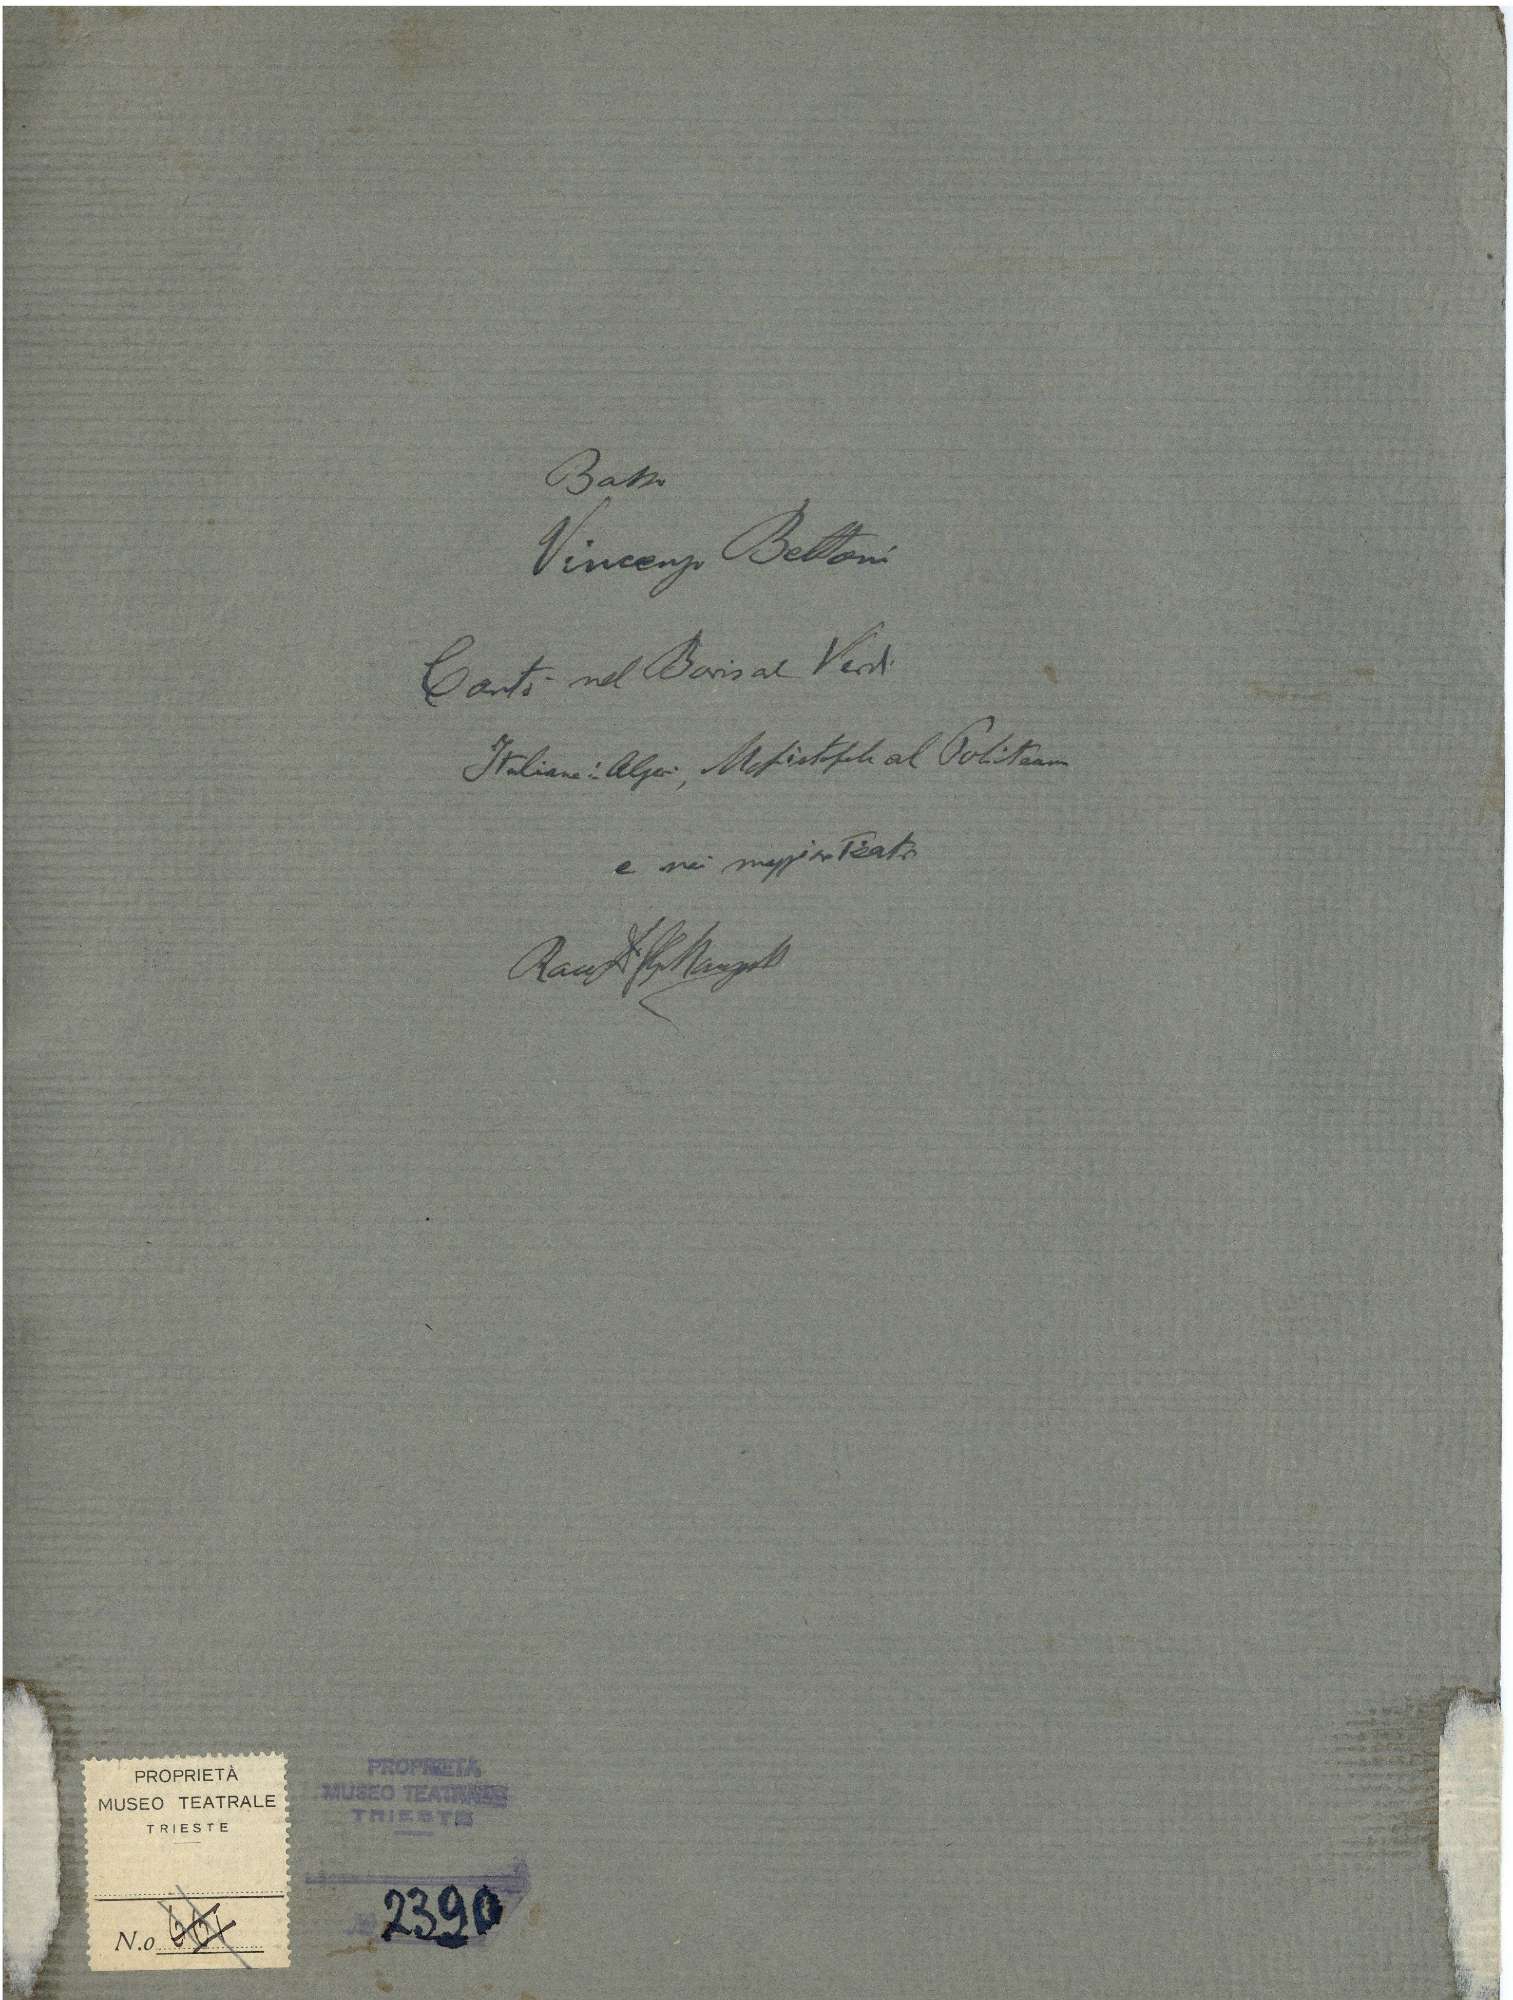 Basso
Vincenzo Bettoni
Cantò nel Boris al Verdi
Italiana in Algeri, Mefistofele al Politeama
e nei maggiori Teatri
PROPRIETÀ
MUSEO TEATRALE
TRIESTE
N.o
PROPRIETÀ
MUSEO TEATRALE
TRIESTE
2390